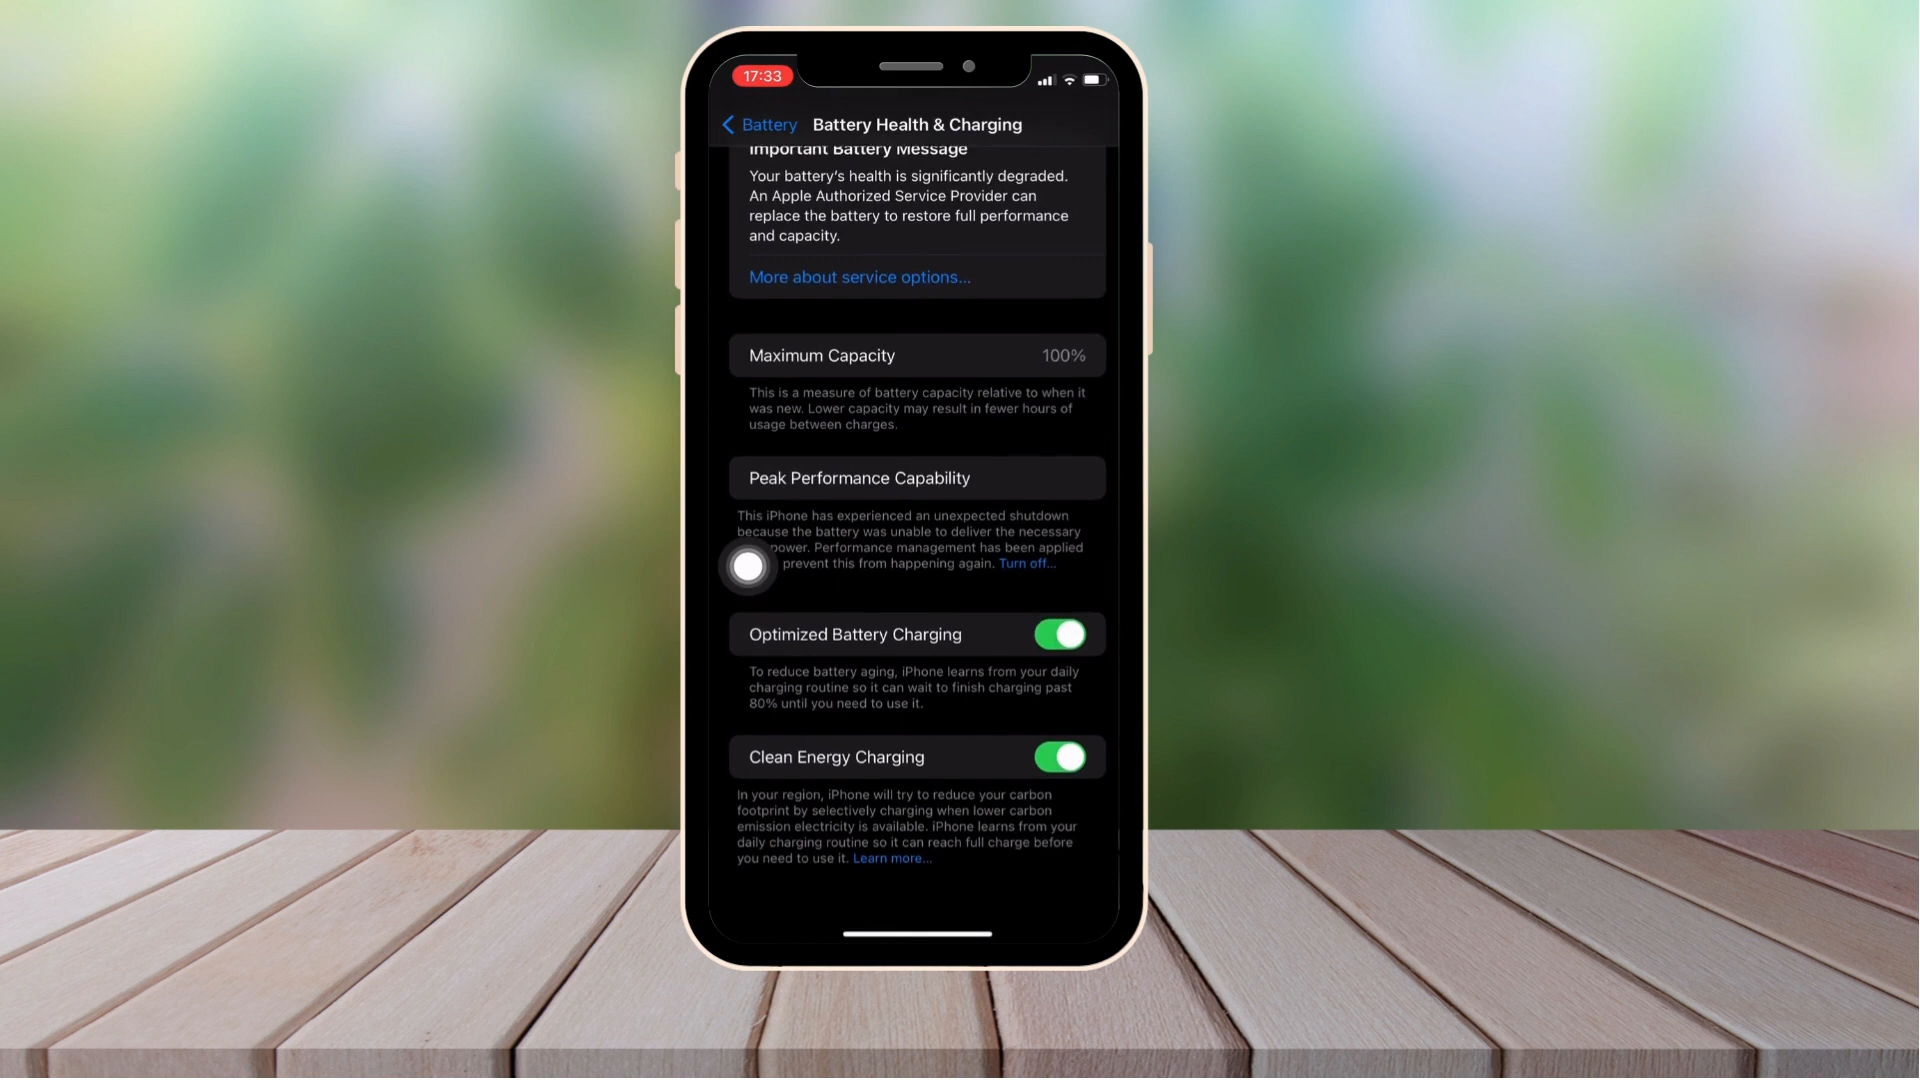 17:33
Battery Health & Charging
Battery
Important Battery Message
Your battery's health is significantly degraded.
An Apple Authorized Service Provider can
replace the battery to restore full performance
and capacity.
More about service options...
Maximum Capacity 100%
This is a measure of battery capacity relative to when it
was new. Lower capacity may result in fewer hours of
usage between charges.
Peak Performance Capability
This iPhone has experienced an unexpected shutdown
because the battery was unable to deliver the necessary
power. Performance management has been applied
prevent this from happening again. Turn off...
Optimized Battery Charging
To reduce battery aging, iPhone learns from your daily
charging routine so it can wait to finish charging past
80% until you need to use it.
Clean Energy Charging
In your region, iPhone will try to reduce your carbon
footprint by selectively charging when lower carbon
emission electricity is available. iPhone learns from your
daily charging routine so it can reach full charge before
you need to use it. Learn more...